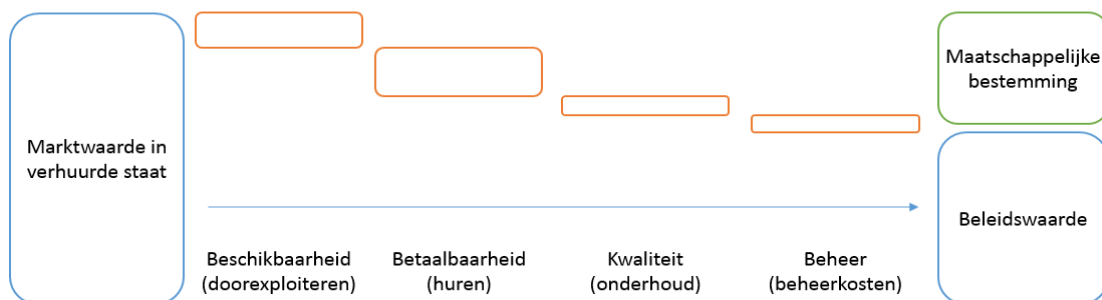 Marktwaarde in
verhuurde staat
Beschikbaarheid
(doorexploiteren)
Betaalbaarheid
(huren)
Kwaliteit
(onderhoud)
Beheer
(beheerkosten)
Maatschappelijke
bestemming
Beleidswaarde